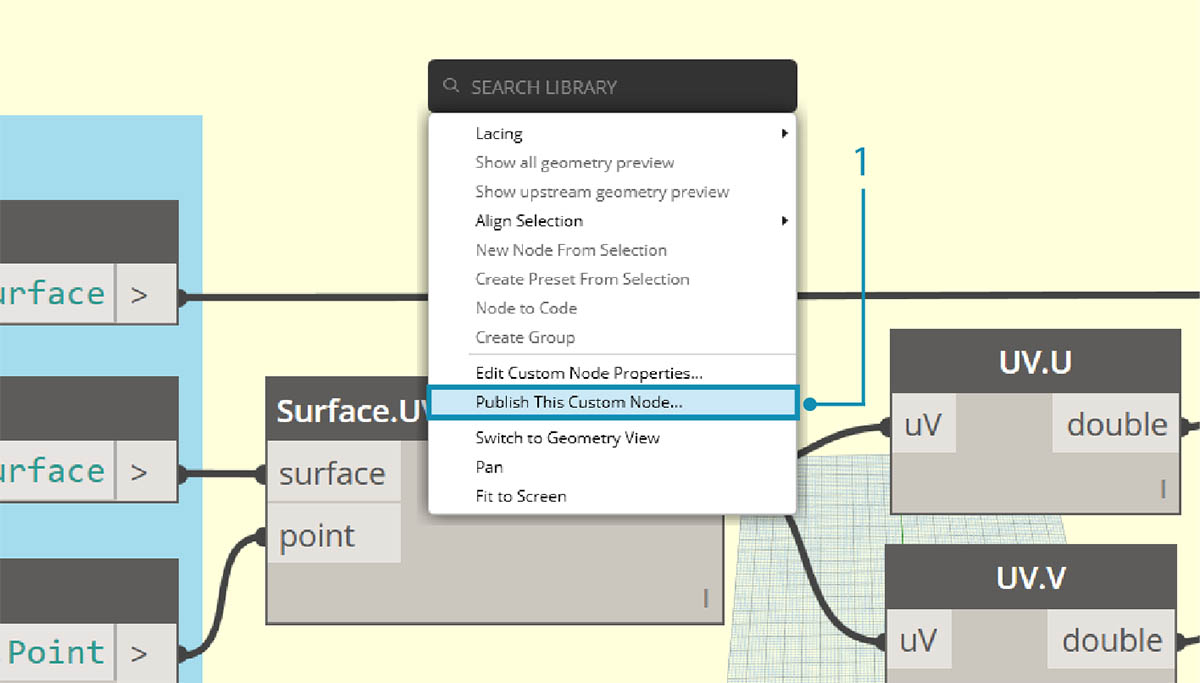 SEARCH LIBRARY
Lacing
Show all geometry preview
Show upstream geometry preview
Align Selection
New Node From Selection
Create Preset From Selection
Node to Code
Create Group
Edit Custom Node Properties...
Publish This Custom Node...
Switch to Geometry View
Pan
Fit to Screen
1
urface >
urface >
Point >
Surface.UV
surface
point
l
UV.U
uV double
l
UV.V
uV double